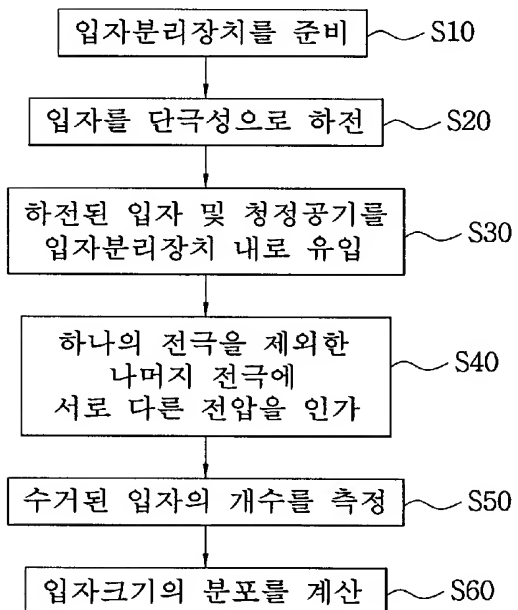 입자분리장치를 준비 S10
입자를 단극성으로 하전 S20
하전된 입자 및 청정공기를
입자분리장치 내로 유입 S30
하나의 전극을 제외한
나머지 전극에 S40
서로 다른 전압을 인가
수거된 입자의 개수를 측정 S50
입자크기의 분포를 계산 S60